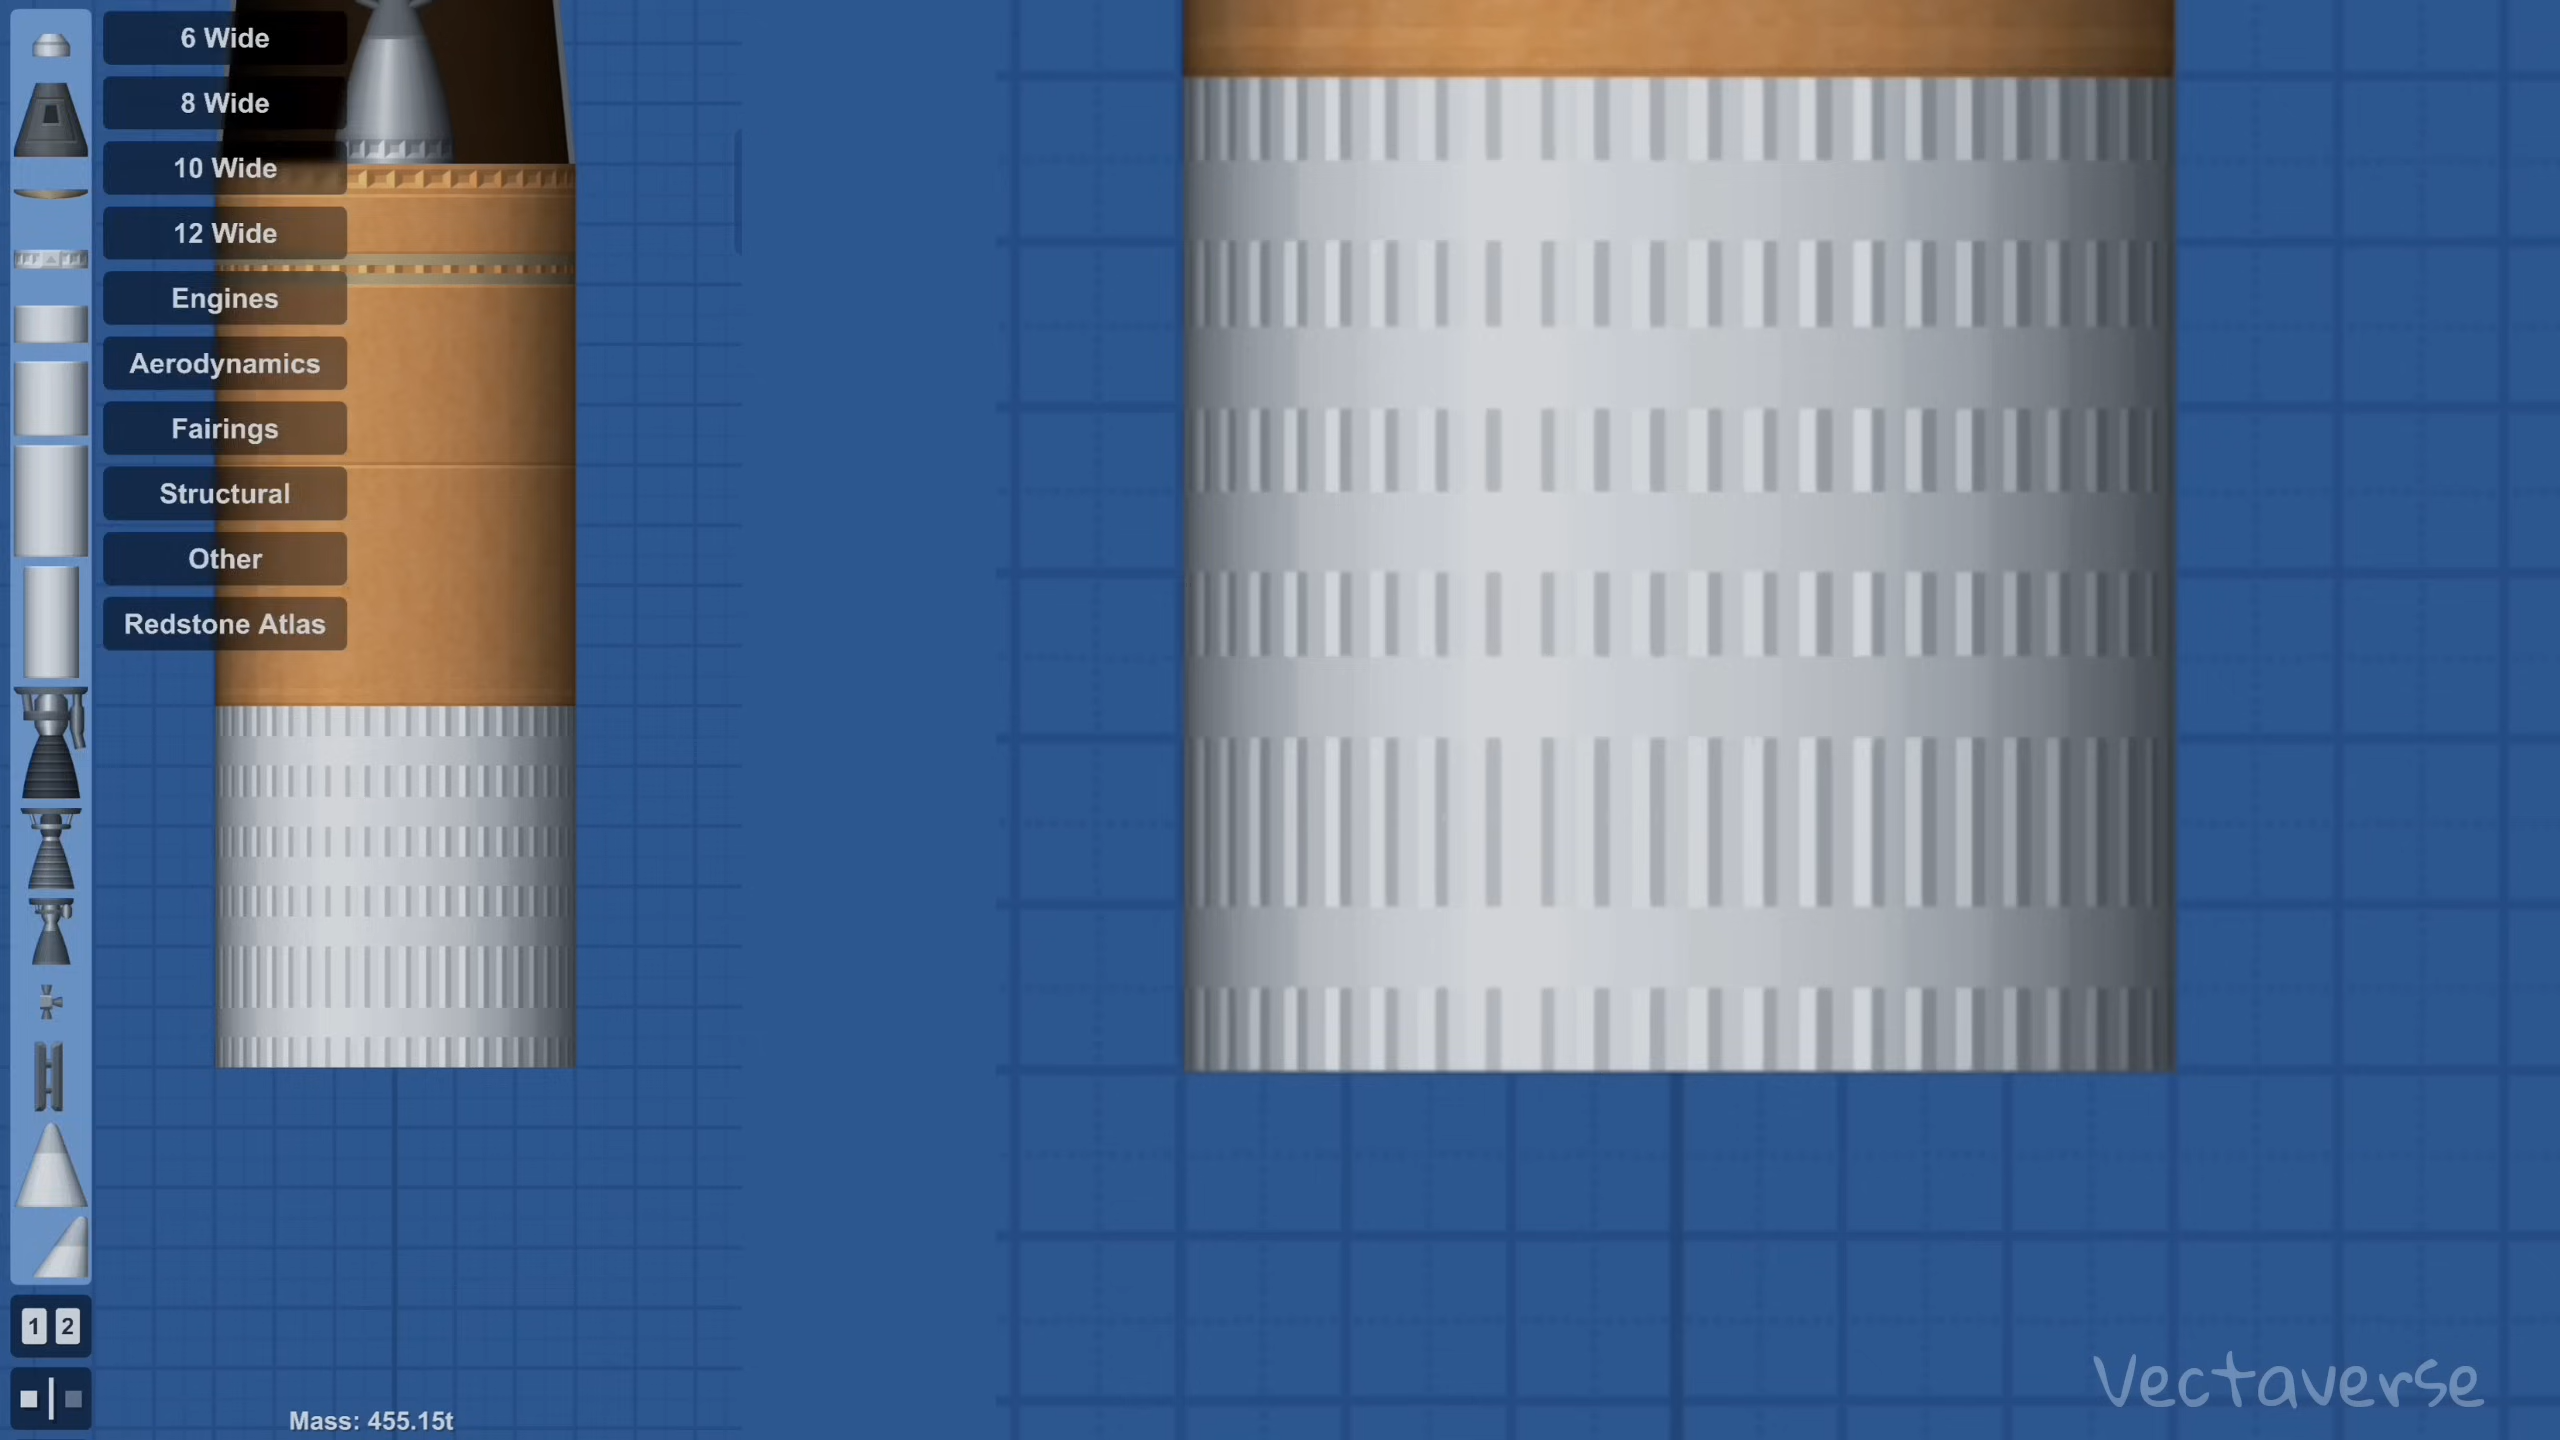 6 Wide
8 Wide
10 Wide
12 Wide
Engines
Aerodynamics
Fairings
Structural
Other
Redstone Atlas
1 2
Mass: 455.15t
Vectaverse